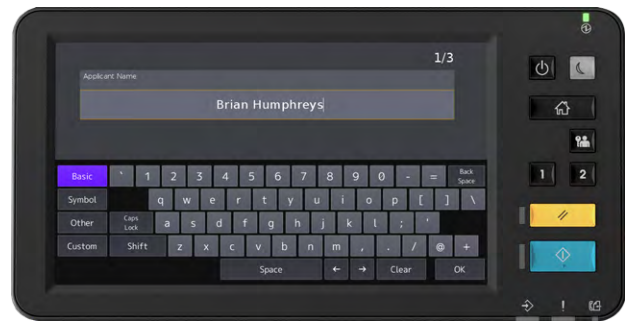 1/3
Applicant Name
Brian Humphreys
Basic ` 1 2 3 4 5 6 7 8 9 0 - = Back Space
Symbol q w e r t y u i o p [ ] \
Other Caps Lock a s d f g h j k l ; '
Custom Shift z x c v b n m , . / @ +
Space ← → Clear OK
1 2